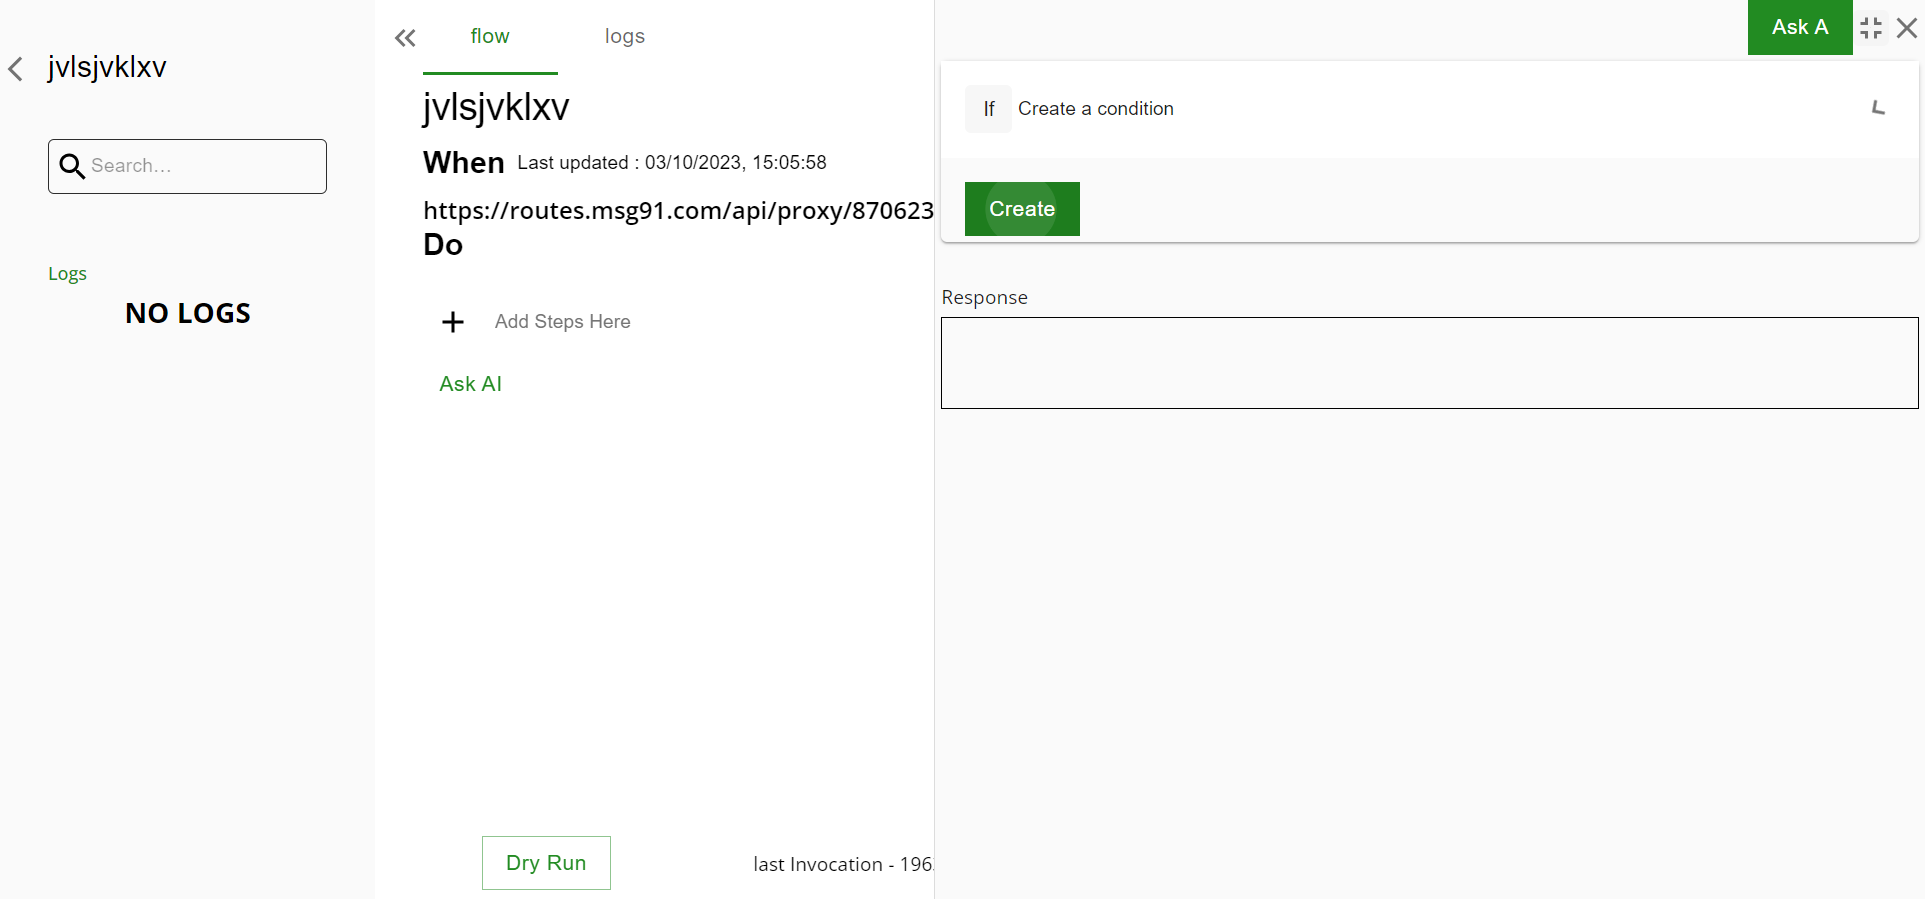 jvlsjvklxv
Search...
Logs
NO LOGS
flow
logs
jvlsjvklxv
When Last updated : 03/10/2023, 15:05:58
https://routes.msg91.com/api/proxy/870623
Do
Add Steps Here
Ask AI
Dry Run
last Invocation - 196
Ask A
If Create a condition
Create
Response